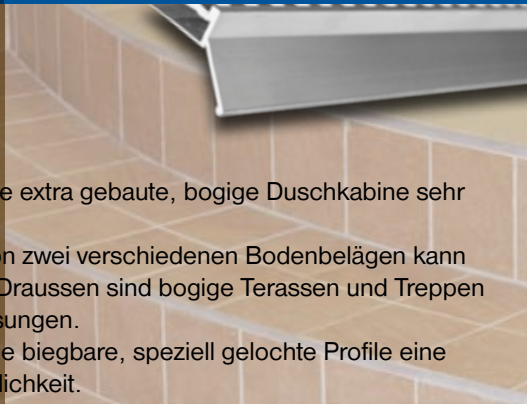 e extra gebaute, bogige Duschkabine sehr
n zwei verschiedenen Bodenbelägen kann
Draussen sind bogige Terassen und Treppen
sungen.
e biegbare, speziell gelochte Profile eine
lichkeit.